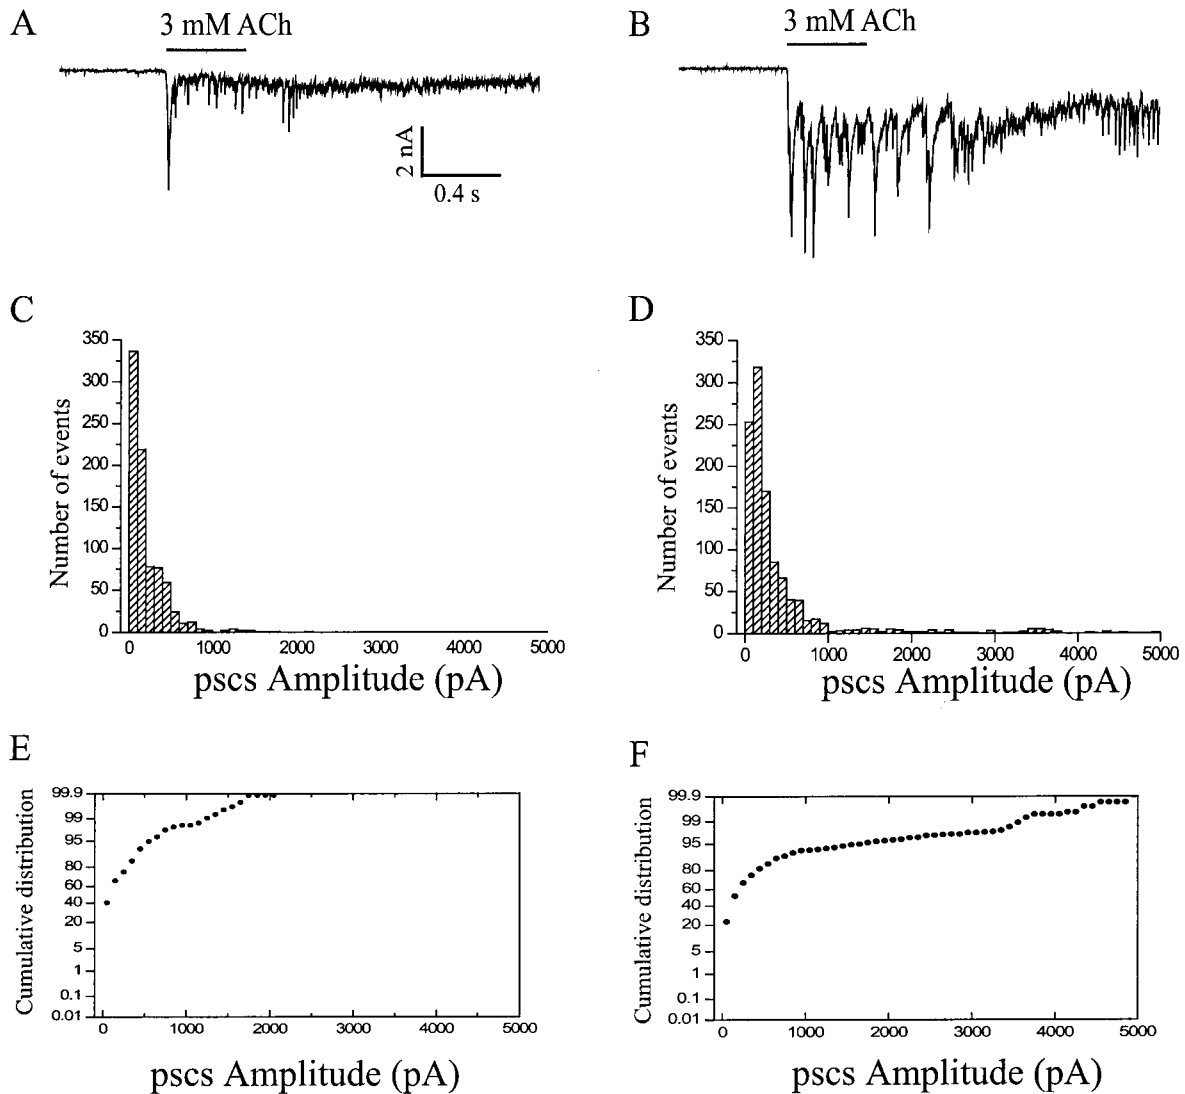 A
3 mM ACh
B
3 mM ACh
2 nA
0.4 s
C
350
300
250
200
150
100
50
0
Number of events
0 1000 2000 3000 4000 5000
pscs Amplitude (pA)
D
350
300
250
200
150
100
50
0
Number of events
0 1000 2000 3000 4000 5000
pscs Amplitude (pA)
E
99.9
99
95
80
60
40
20
5
1
0.1
0.01
Cumulative distribution
0 1000 2000 3000 4000 5000
pscs Amplitude (pA)
F
99.9
99
95
80
60
40
20
5
1
0.1
0.01
Cumulative distribution
0 1000 2000 3000 4000 5000
pscs Amplitude (pA)